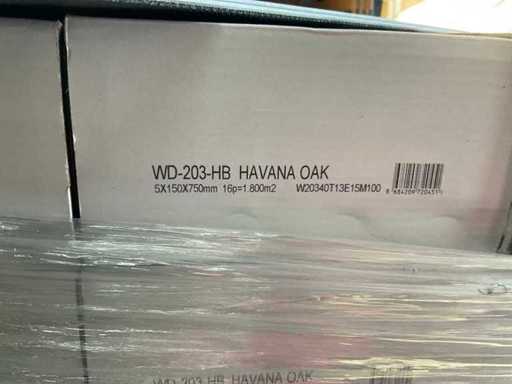 WD-203-HB HAVANA OAK
5X150X750mm 16p=1.800m2 W20340T13E15M100
WD-203-HB HAVANA OAK